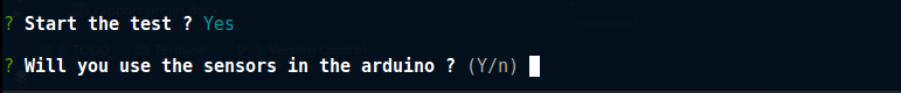 ? Start the test ? Yes
? Will you use the sensors in the arduino ? (Y/n)